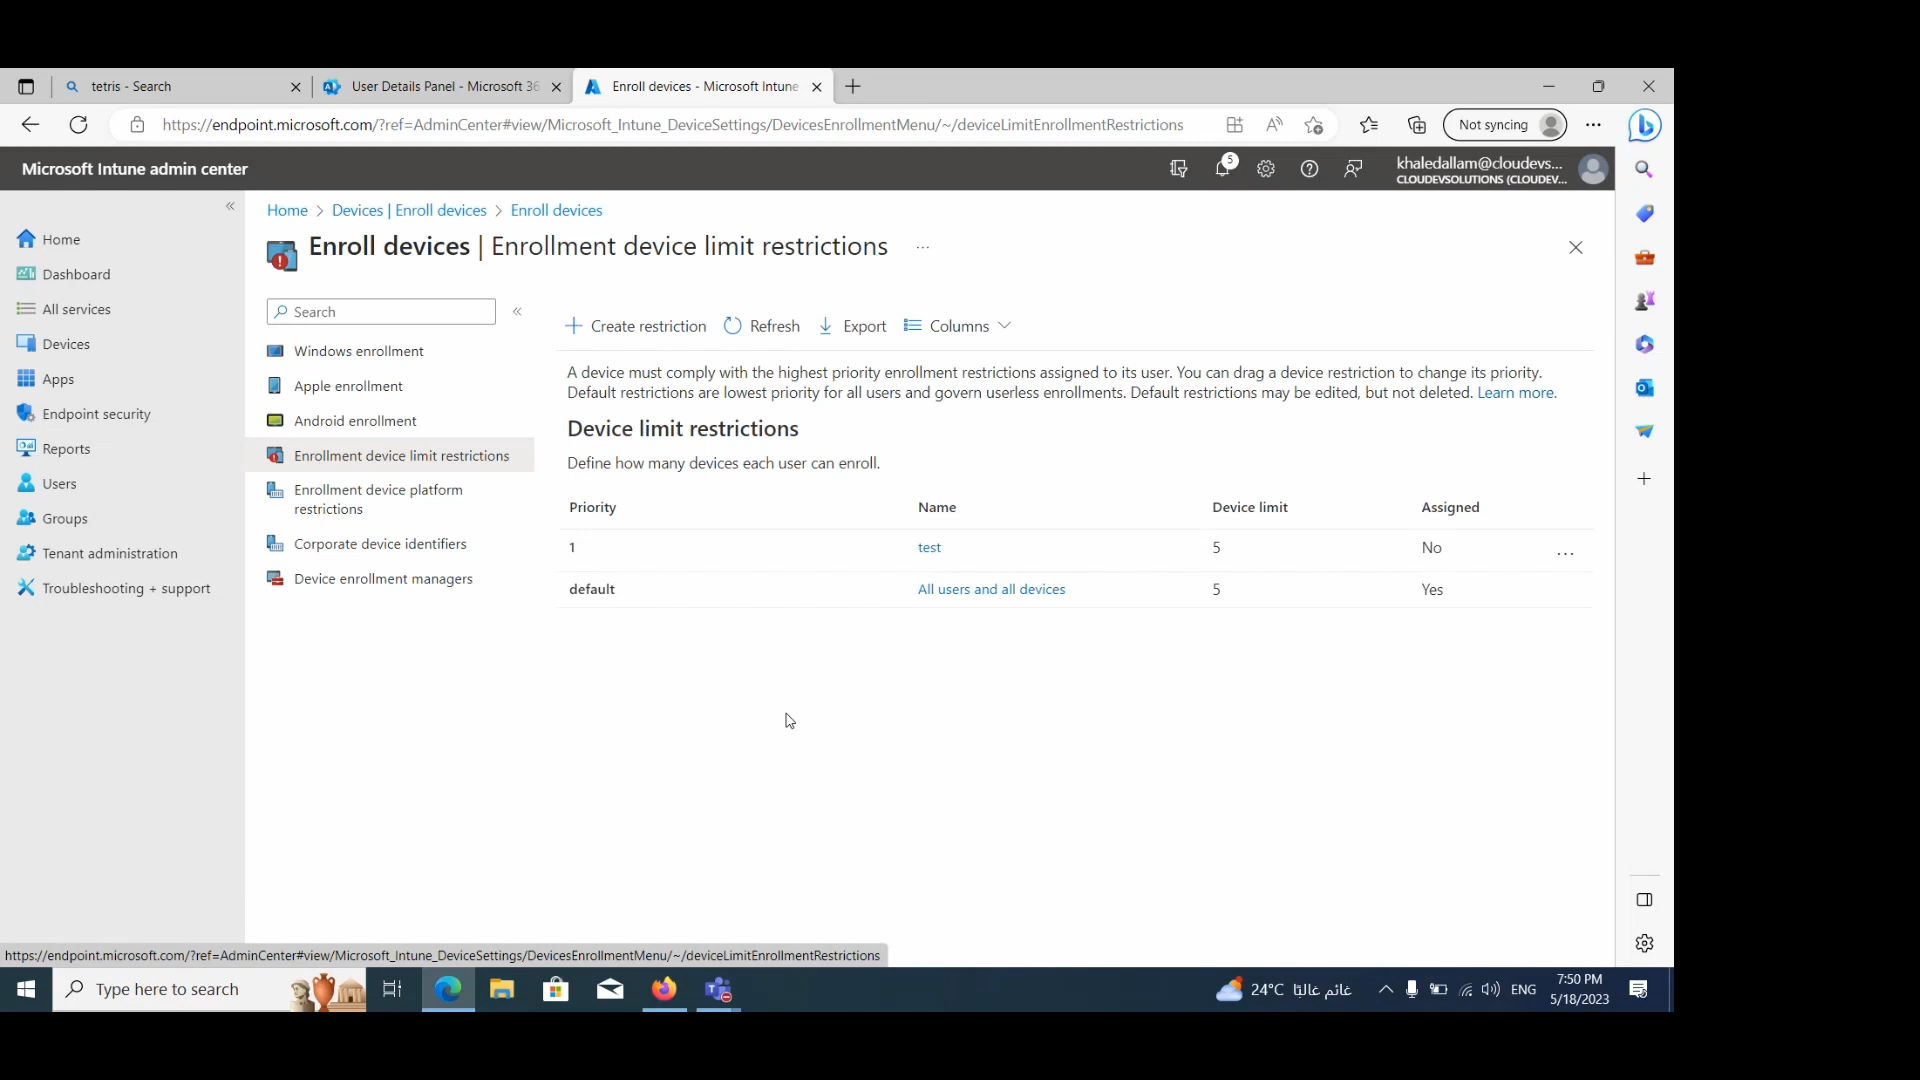 tetris - Search
User Details Panel - Microsoft 36
Enroll devices - Microsoft Intune
https://endpoint.microsoft.com/?ref=AdminCenter#view/Microsoft_Intune_DeviceSettings/DevicesEnrollmentMenu/~/deviceLimitEnrollmentRestrictions
Not syncing
Microsoft Intune admin center
5
khaledallam@cloudevs...
CLOUDEVSOLUTIONS (CLOUDEV...
Home
Dashboard
All services
Devices
Apps
Endpoint security
Reports
Users
Groups
Tenant administration
Troubleshooting + support
Home > Devices | Enroll devices > Enroll devices
Enroll devices | Enrollment device limit restrictions ...
Search
Windows enrollment
Apple enrollment
Android enrollment
Enrollment device limit restrictions
Enrollment device platform
restrictions
Corporate device identifiers
Device enrollment managers
Create restriction Refresh Export Columns
A device must comply with the highest priority enrollment restrictions assigned to its user. You can drag a device restriction to change its priority.
Default restrictions are lowest priority for all users and govern userless enrollments. Default restrictions may be edited, but not deleted. Learn more.
Device limit restrictions
Define how many devices each user can enroll.
Priority Name Device limit Assigned
1 test 5 No ...
default All users and all devices 5 Yes
https://endpoint.microsoft.com/?ref=AdminCenter#view/Microsoft_Intune_DeviceSettings/DevicesEnrollmentMenu/~/deviceLimitEnrollmentRestrictions
Type here to search
24°C غائم غالبًا
ENG
7:50 PM
5/18/2023